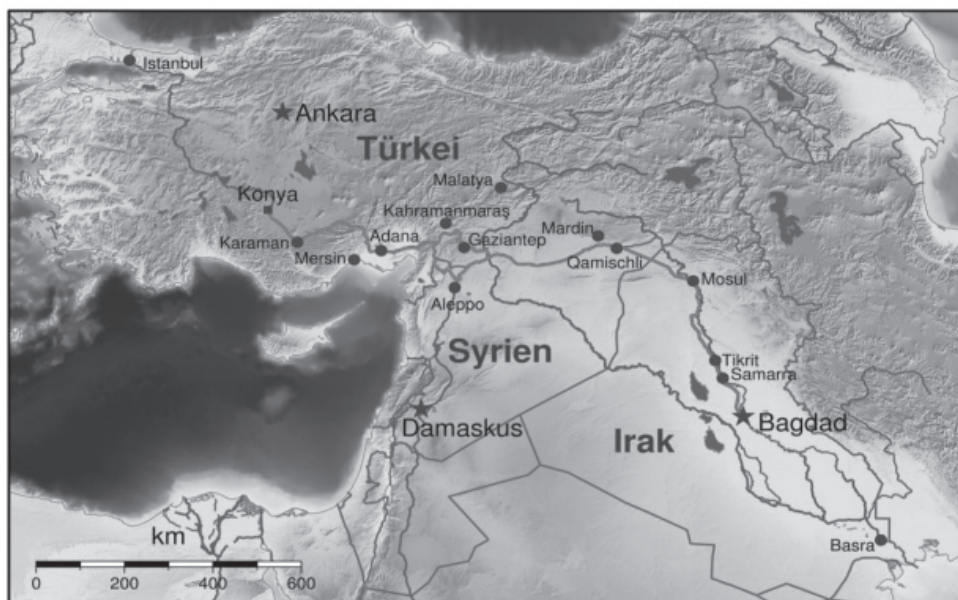 Istanbul
Ankara
Türkei
Malatya
Konya
Kahramanmaraş
Karaman
Adana
Mersin
Gaziantep
Mardin
Qamischli
Mosul
Aleppo
Syrien
Tikrit
Samarra
Damaskus
Irak
Bagdad
Basra
km
0 200 400 600